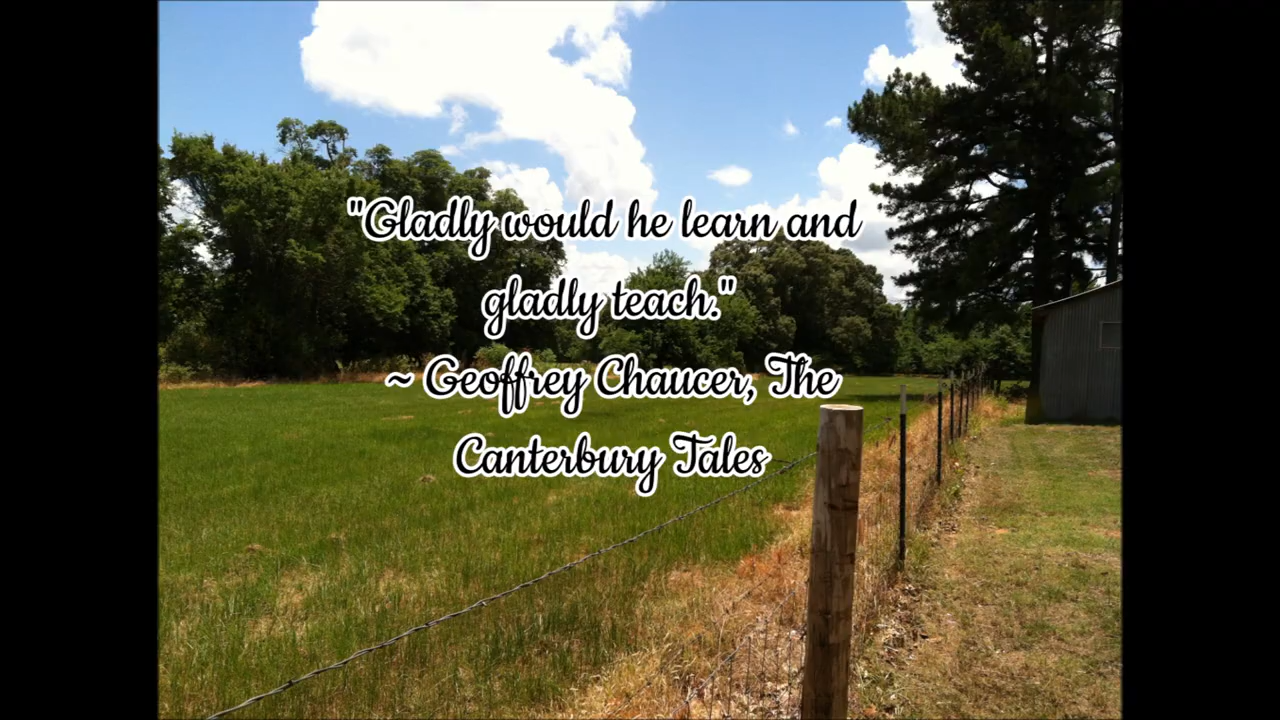 "Gladly would he learn and
gladly teach."
~ Geoffrey Chaucer, The
Canterbury Tales